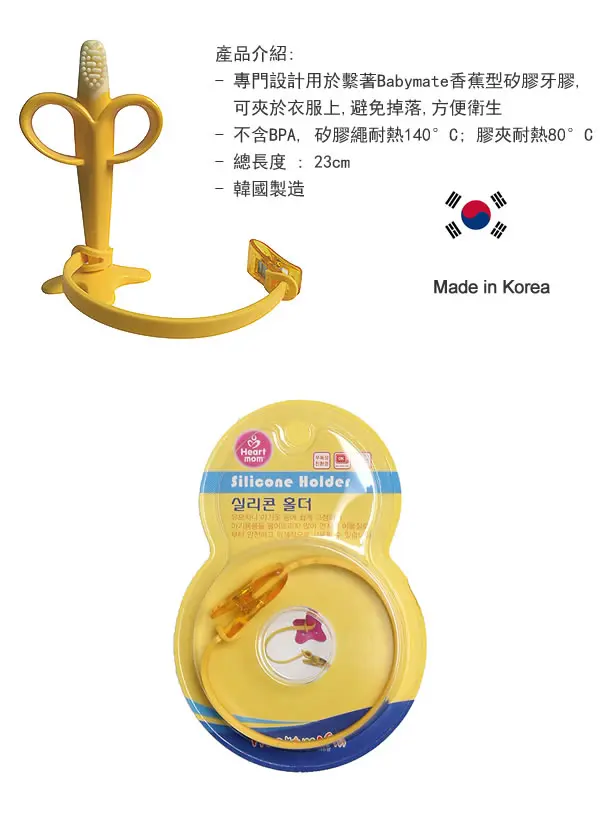 產品介紹:
- 專門設計用於繫著Babymate香蕉型矽膠牙膠,
可夾於衣服上,避免掉落,方便衛生
- 不含BPA, 矽膠繩耐熱140°C; 膠夾耐熱80°C
- 總長度 : 23cm
- 韓國製造
Made in Korea
Heart
mom
Silicone Holder
실리콘 홀더